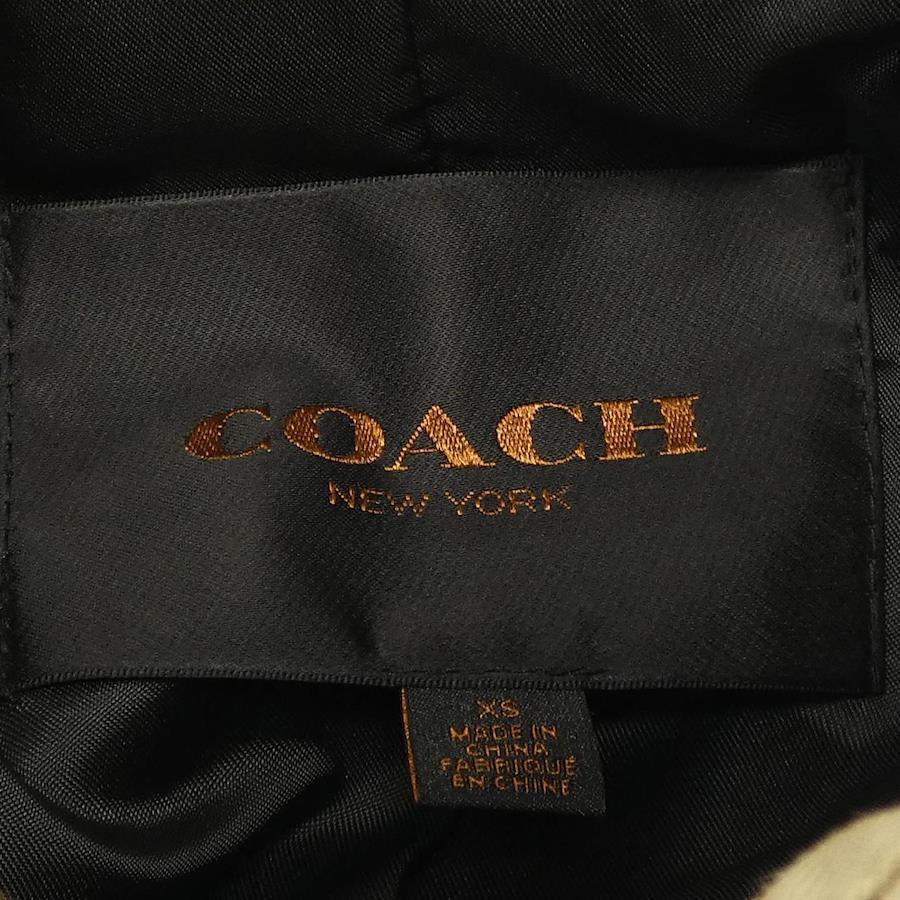 COACH
NEW YORK
XS
MADE IN
CHINA
FABRIQUÉ
EN CHINE